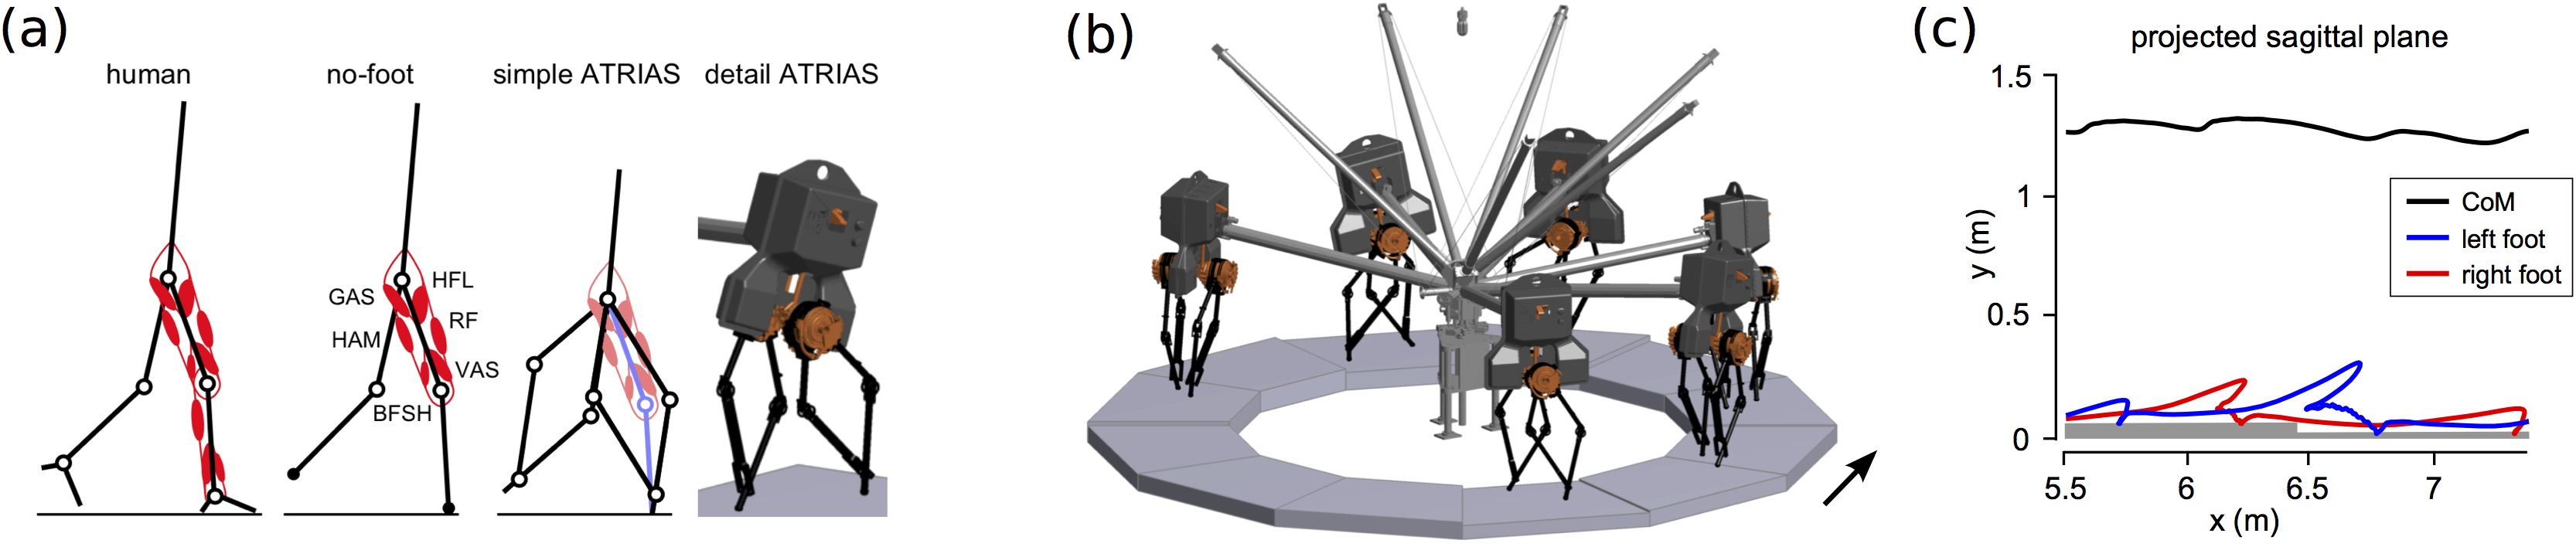 (a)
human
no-foot
simple ATRIAS
detail ATRIAS
GAS
HFL
HAM
RF
VAS
BFSH
(b)
(c)
projected sagittal plane
1.5
1
0.5
0
y (m)
CoM
left foot
right foot
5.5
6
6.5
7
x (m)